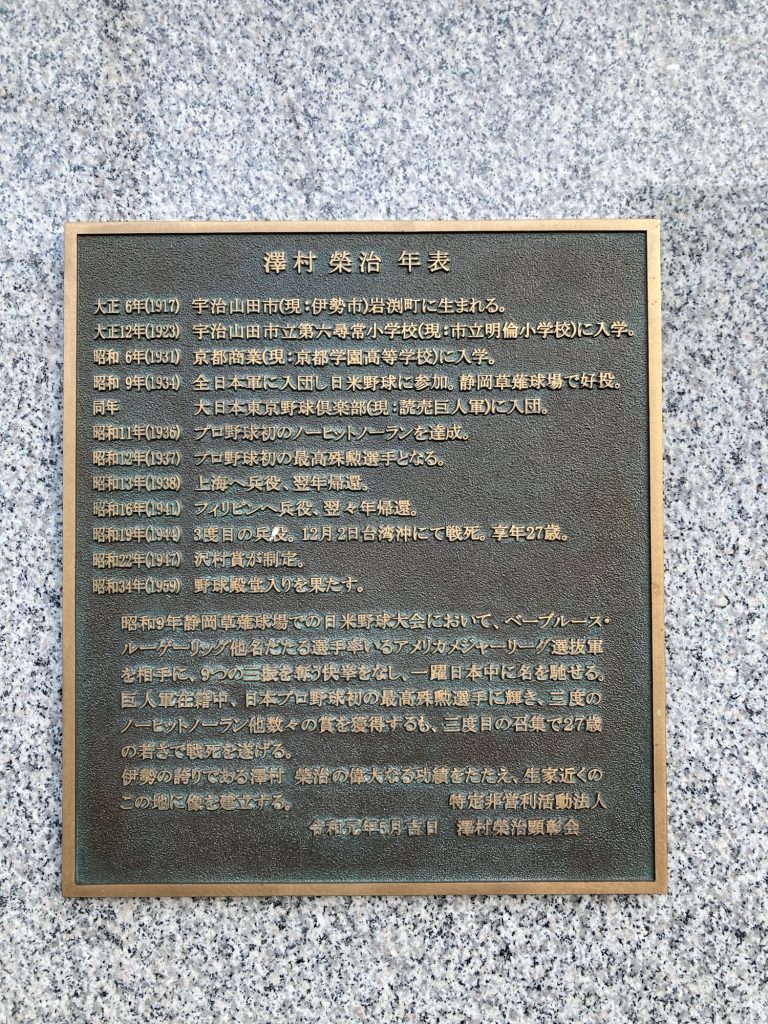 澤村 榮治 年表
大正 6年(1917) 宇治山田市(現:伊勢市)岩渕町に生まれる。
大正12年(1923) 宇治山田市立第六尋常小学校(現:市立明倫小学校)に入学。
昭和 6年(1931) 京都商業(現:京都学園高等学校)に入学。
昭和 9年(1934) 全日本軍に入団し日米野球に参加。静岡草薙球場で好投。
同年 大日本東京野球倶楽部(現:読売巨人軍)に入団。
昭和11年(1936) プロ野球初のノーヒットノーランを達成。
昭和12年(1937) プロ野球初の最高殊勲選手となる。
昭和13年(1938) 上海へ兵役、翌年帰還。
昭和16年(1941) フィリピンへ兵役、翌々年帰還。
昭和19年(1944) 3度目の兵役。12月2日台湾沖にて戦死。享年27歳。
昭和22年(1947) 沢村賞が制定。
昭和34年(1959) 野球殿堂入りを果たす。
昭和9年静岡草薙球場での日米野球大会において、ベーブルース・
ルーゲーリッグ他名だたる選手率いるアメリカメジャーリーグ選抜軍
を相手に、9つの三振を奪う快挙をなし、一躍日本中に名を馳せる。
巨人軍在籍中、日本プロ野球初の最高殊勲選手に輝き、三度の
ノーヒットノーラン他数々の賞を獲得するも、三度目の召集で27歳
の若さで戦死を遂げる。
伊勢の誇りである澤村 榮治の偉大なる功績をたたえ、生家近くの
この地に像を建立する。 特定非営利活動法人
令和元年5月吉日 澤村榮治顕彰会